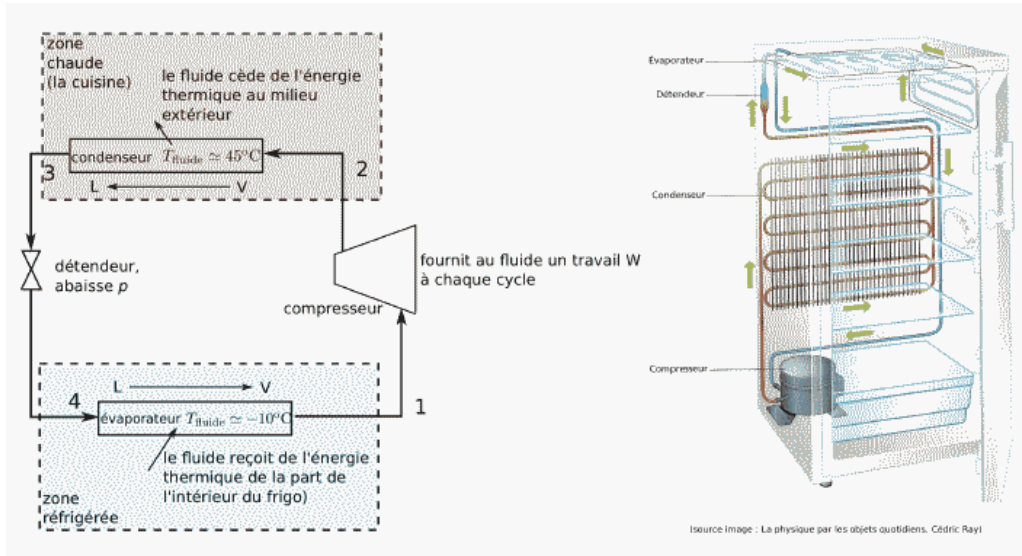 zone
chaude
(la cuisine)
le fluide cède de l'énergie
thermique au milieu
extérieur
condenseur T_fluide ≃ 45°C
3
2
L
V
détendeur,
abaisse p
fournit au fluide un travail W
à chaque cycle
compresseur
L
V
4
1
évaporateur T_fluide ≃ −10°C
le fluide reçoit de l'énergie
thermique de la part de
l'intérieur du frigo)
zone
réfrigérée
Évaporateur
Détendeur
Condenseur
Compresseur
(source image : La physique par les objets quotidiens. Cédric Ray)